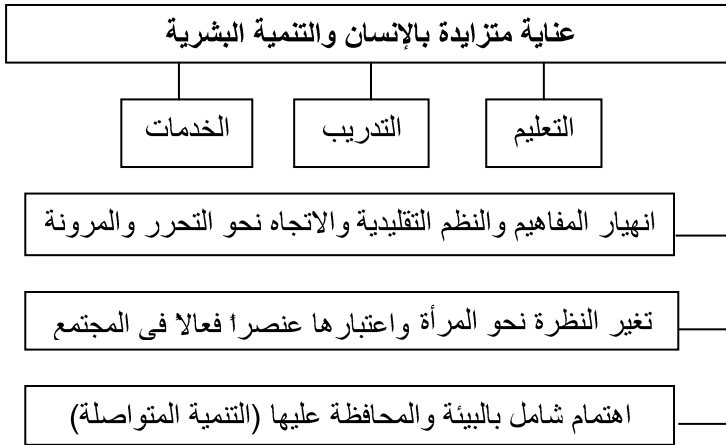 عناية متزايدة بالإنسان والتنمية البشرية
التعليم
التدريب
الخدمات
انهيار المفاهيم والنظم التقليدية والاتجاه نحو التحرر والمرونة
تغير النظرة نحو المرأة واعتبارها عنصراً فعالا فى المجتمع
اهتمام شامل بالبيئة والمحافظة عليها (التنمية المتواصلة)